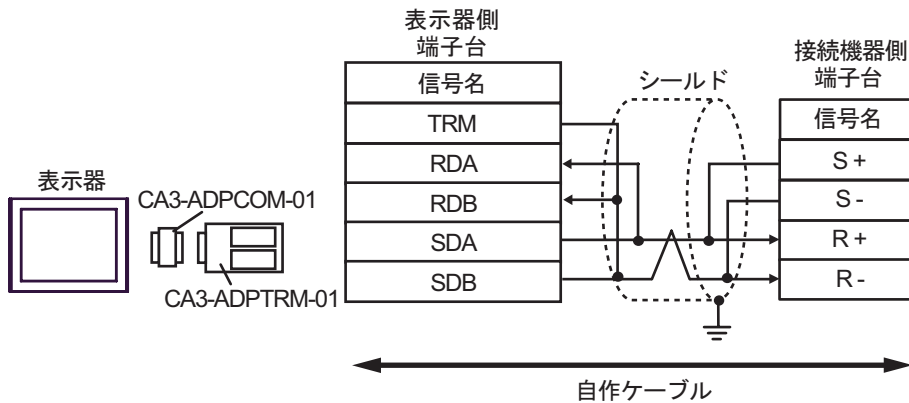 表示器
CA3-ADPCOM-01
CA3-ADPTRM-01
表示器側
端子台
信号名
TRM
RDA
RDB
SDA
SDB
シールド
接続機器側
端子台
信号名
S+
S-
R+
R-
自作ケーブル